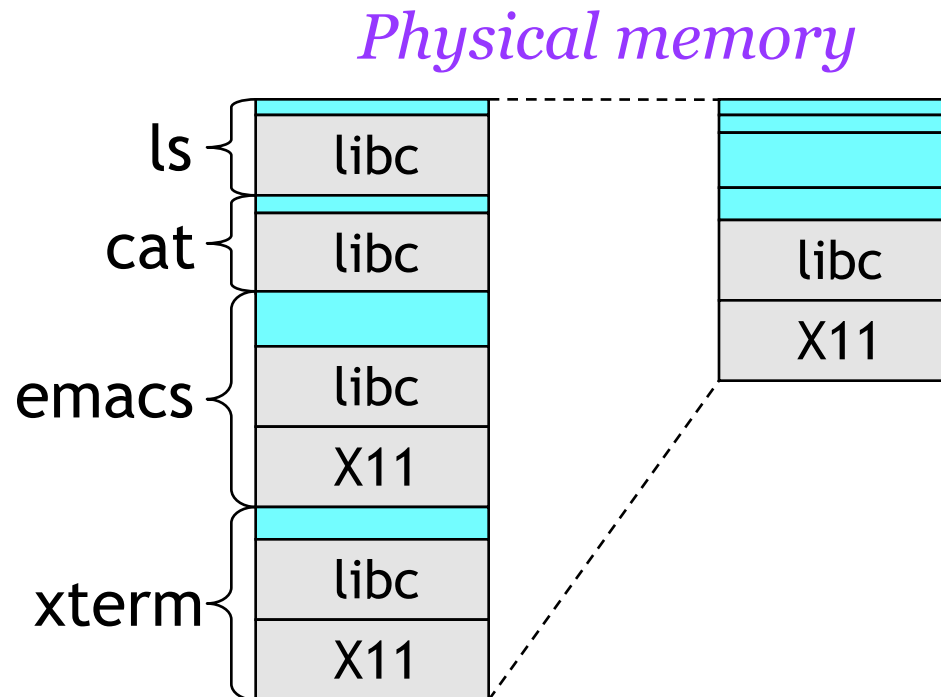 Physical memory
ls
libc
cat
libc
emacs
libc
X11
xterm
libc
X11
libc
X11